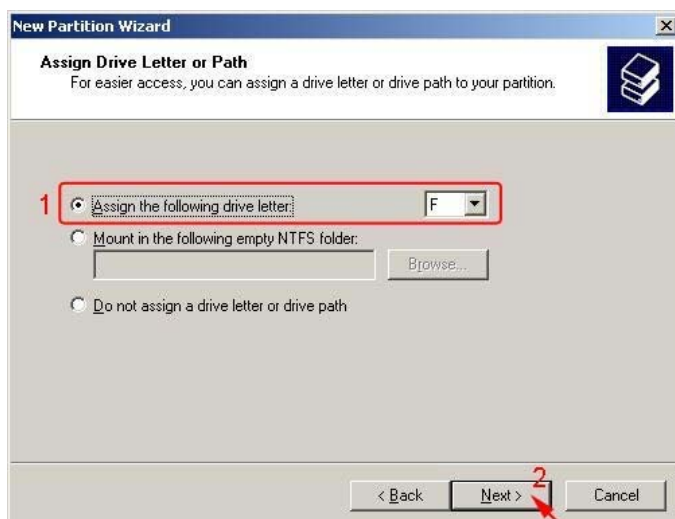 New Partition Wizard
Assign Drive Letter or Path
For easier access, you can assign a drive letter or drive path to your partition.
1
Assign the following drive letter:
F
Mount in the following empty NTFS folder:
Browse...
Do not assign a drive letter or drive path
2
< Back
Next >
Cancel